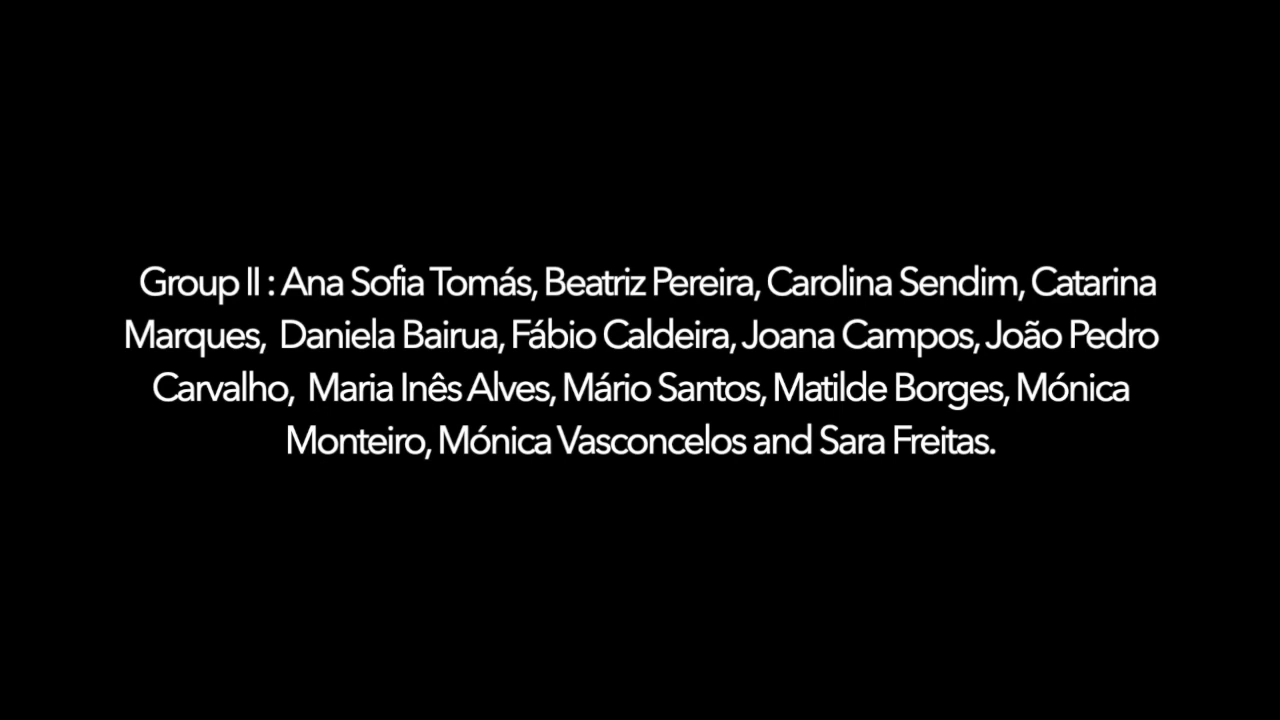 Group II : Ana Sofia Tomás, Beatriz Pereira, Carolina Sendim, Catarina
Marques,  Daniela Bairua, Fábio Caldeira, Joana Campos, João Pedro
Carvalho,  Maria Inês Alves, Mário Santos, Matilde Borges, Mónica
Monteiro, Mónica Vasconcelos and Sara Freitas.